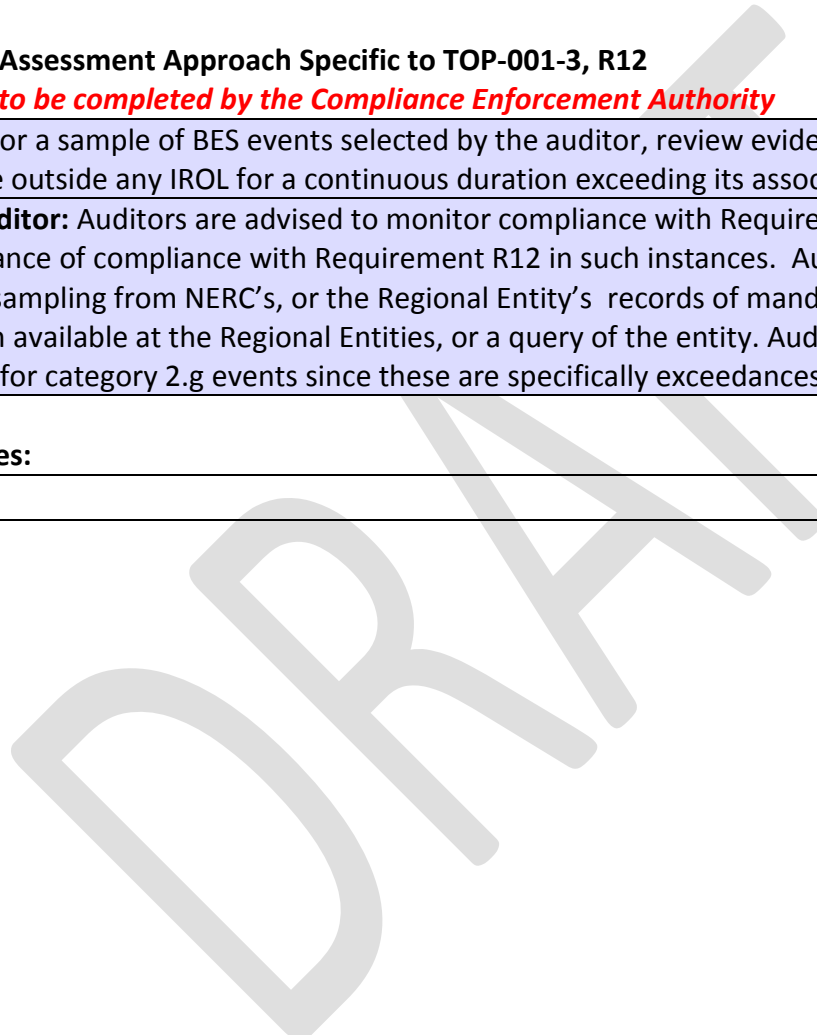 Assessment Approach Specific to TOP-001-3, R12
to be completed by the Compliance Enforcement Authority
or a sample of BES events selected by the auditor, review evide
e outside any IROL for a continuous duration exceeding its assoc
ditor: Auditors are advised to monitor compliance with Require
ance of compliance with Requirement R12 in such instances. Au
sampling from NERC's, or the Regional Entity's records of mand
n available at the Regional Entities, or a query of the entity. Aud
for category 2.g events since these are specifically exceedances
es:
DRAFT